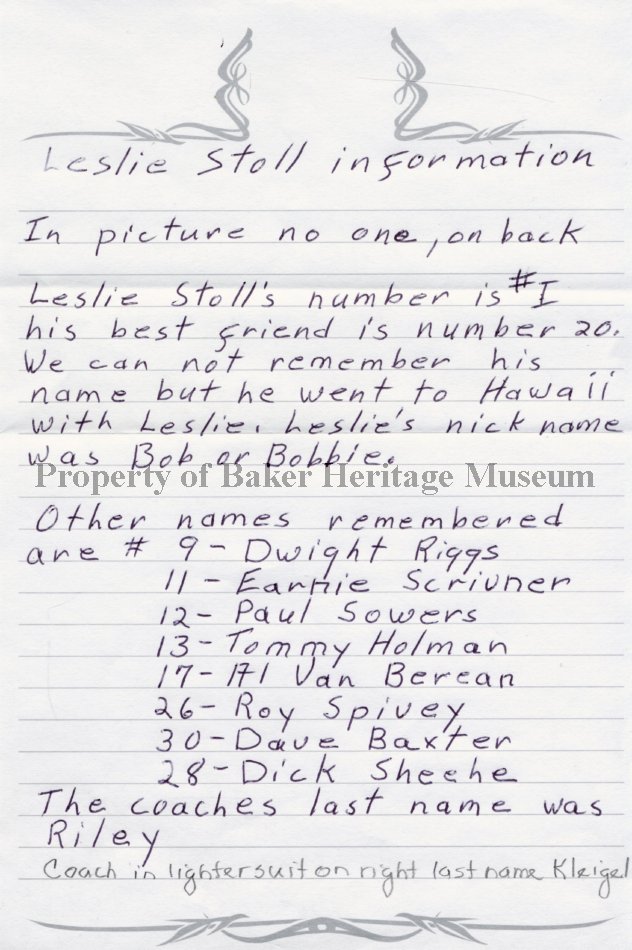 Leslie Stoll information
In picture no one, on back
Leslie Stoll's number is #1
his best friend is number 20.
We can not remember his
name but he went to Hawaii
with Leslie. Leslie's nick name
was Bob or Bobbie.
Property of Baker Heritage Museum
Other names remembered
are # 9 - Dwight Riggs
11 - Earnie Scrivner
12 - Paul Sowers
13 - Tommy Holman
17 - Al Van Berean
26 - Roy Spivey
30 - Dave Baxter
28 - Dick Sheehe
The coaches last name was
Riley
Coach in lighter suit on right last name Kleigel